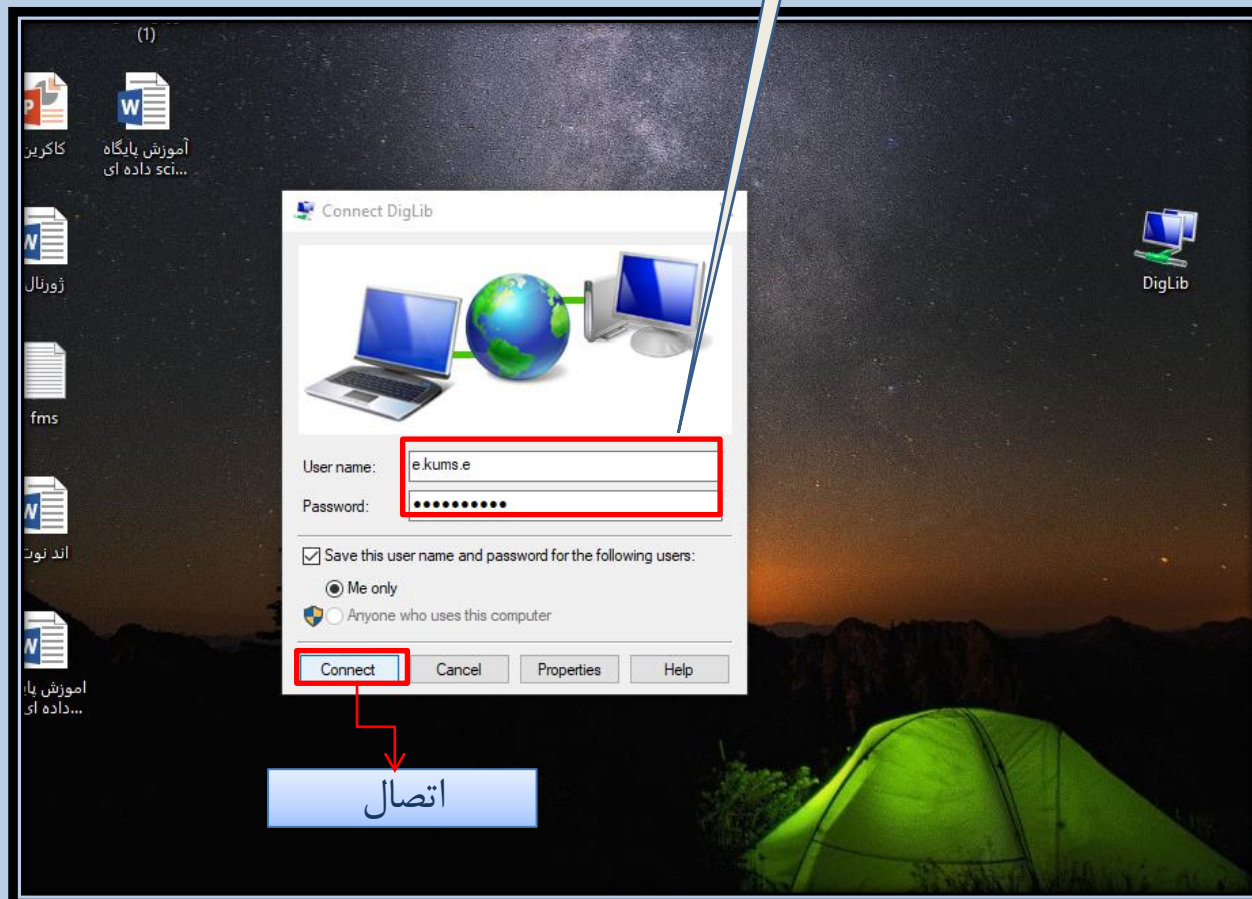 (1)
کاکرین
آموزش پایگاه
داده ای sci...
ژورنال
fms
اند نوت
اموزش پا
داده ای...
DigLib
Connect DigLib
User name:
e.kums.e
Password:
●●●●●●●●●●
Save this user name and password for the following users:
Me only
Anyone who uses this computer
Connect
Cancel
Properties
Help
اتصال